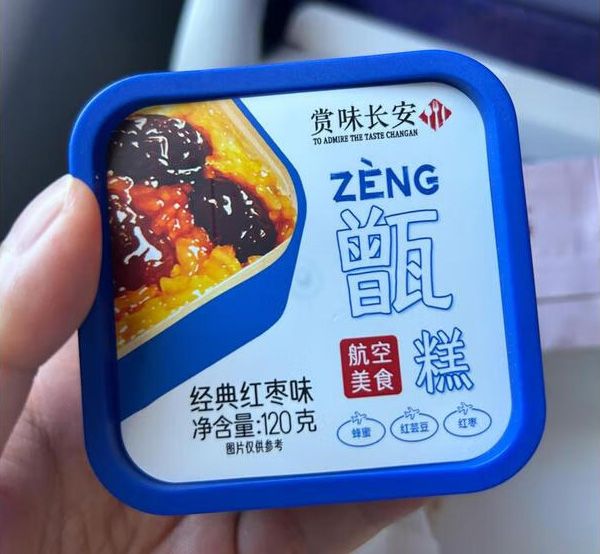 赏味长安
TO ADMIRE THE TASTE CHANGAN
ZÈNG
甑
糕
航空
美食
经典红枣味
净含量:120克
图片仅供参考
蜂蜜
红芸豆
红枣